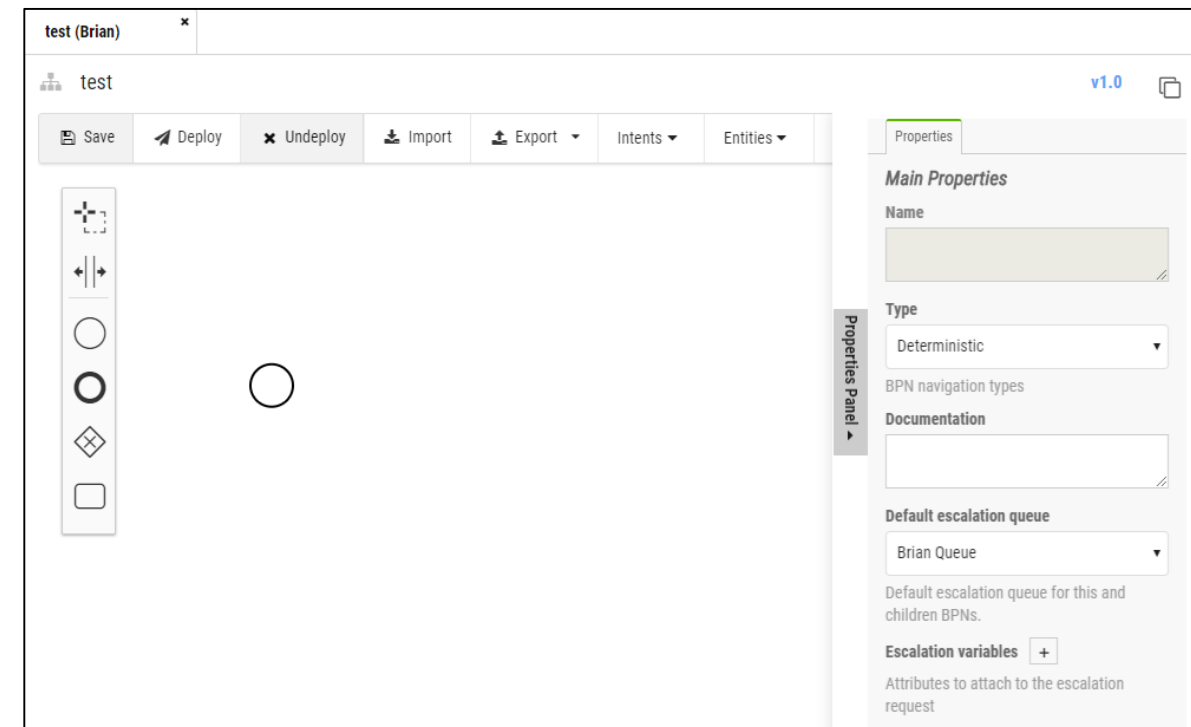 test (Brian)
test
v1.0
Save Deploy Undeploy Import Export Intents Entities
Properties Panel
Properties
Main Properties
Name
Type
Deterministic
BPN navigation types
Documentation
Default escalation queue
Brian Queue
Default escalation queue for this and
children BPNs.
Escalation variables +
Attributes to attach to the escalation
request